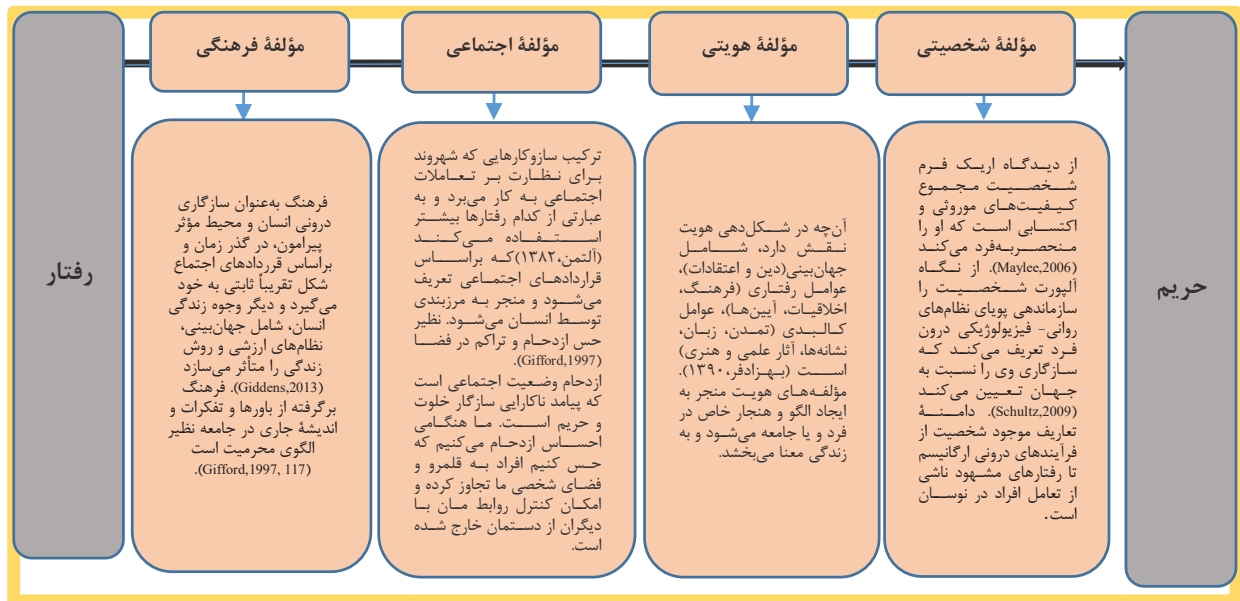 حریم
مؤلفهٔ شخصیتی
از دیدگاه اریک فرم
شخصیت مجموع
کیفیت‌های موروثی و
اکتسابی است که او را
منحصربه‌فرد می‌کند
(Maylee,2006). از نگاه
آلپورت شخصیت را
سازماندهی پویای نظام‌های
روانی- فیزیولوژیکی درون
فرد تعریف می‌کند که
سازگاری وی را نسبت به
جهان تعیین می‌کند
(Schultz,2009). دامنهٔ
تعاریف موجود شخصیت از
فرآیندهای درونی ارگانیسم
تا رفتارهای مشهود ناشی
از تعامل افراد در نوسان
است.
مؤلفهٔ هویتی
آن‌چه در شکل‌دهی هویت
نقش دارد، شامل
جهان‌بینی(دین و اعتقادات)،
عوامل رفتاری (فرهنگ،
اخلاقیات، آیین‌ها)، عوامل
کالبدی (تمدن، زبان،
نشانه‌ها، آثار علمی و هنری)
است (بهزادفر،۱۳۹۰).
مؤلفه‌های هویت منجر به
ایجاد الگو و هنجار خاص در
فرد و یا جامعه می‌شود و به
زندگی معنا می‌بخشد.
مؤلفهٔ اجتماعی
ترکیب سازوکارهایی که شهروند
برای نظارت بر تعاملات
اجتماعی به کار می‌برد و به
عبارتی از کدام رفتارها بیشتر
استفاده می‌کند
(آلتمن،۱۳۸۲)که براساس
قراردادهای اجتماعی تعریف
می‌شود و منجر به مرزبندی
توسط انسان می‌شود. نظیر
حس ازدحام و تراکم در فضا
(Gifford,1997).
ازدحام وضعیت اجتماعی است
که پیامد ناکارایی سازگار خلوت
و حریم است. ما هنگامی
احساس ازدحام می‌کنیم که
حس کنیم افراد به قلمرو و
فضای شخصی ما تجاوز کرده و
امکان کنترل روابط مان با
دیگران از دستمان خارج شده
است.
مؤلفهٔ فرهنگی
فرهنگ به‌عنوان سازگاری
درونی انسان و محیط مؤثر
پیرامون، در گذر زمان و
براساس قرردادهای اجتماع
شکل تقریباً ثابتی به خود
می‌گیرد و دیگر وجوه زندگی
انسان، شامل جهان‌بینی،
نظام‌های ارزشی و روش
زندگی را متأثر می‌سازد
(Giddens,2013). فرهنگ
برگرفته از باورها و تفکرات و
اندیشهٔ جاری در جامعه نظیر
الگوی محرمیت است
(Gifford,1997, 117).
رفتار